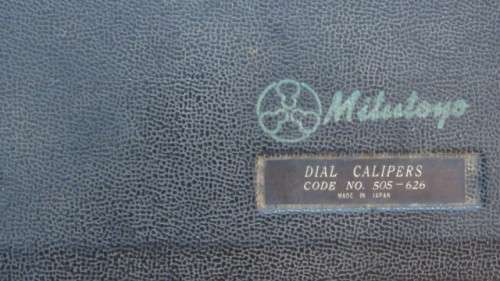 Mitutoyo
DIAL CALIPERS
CODE NO. 505-626
MADE IN JAPAN